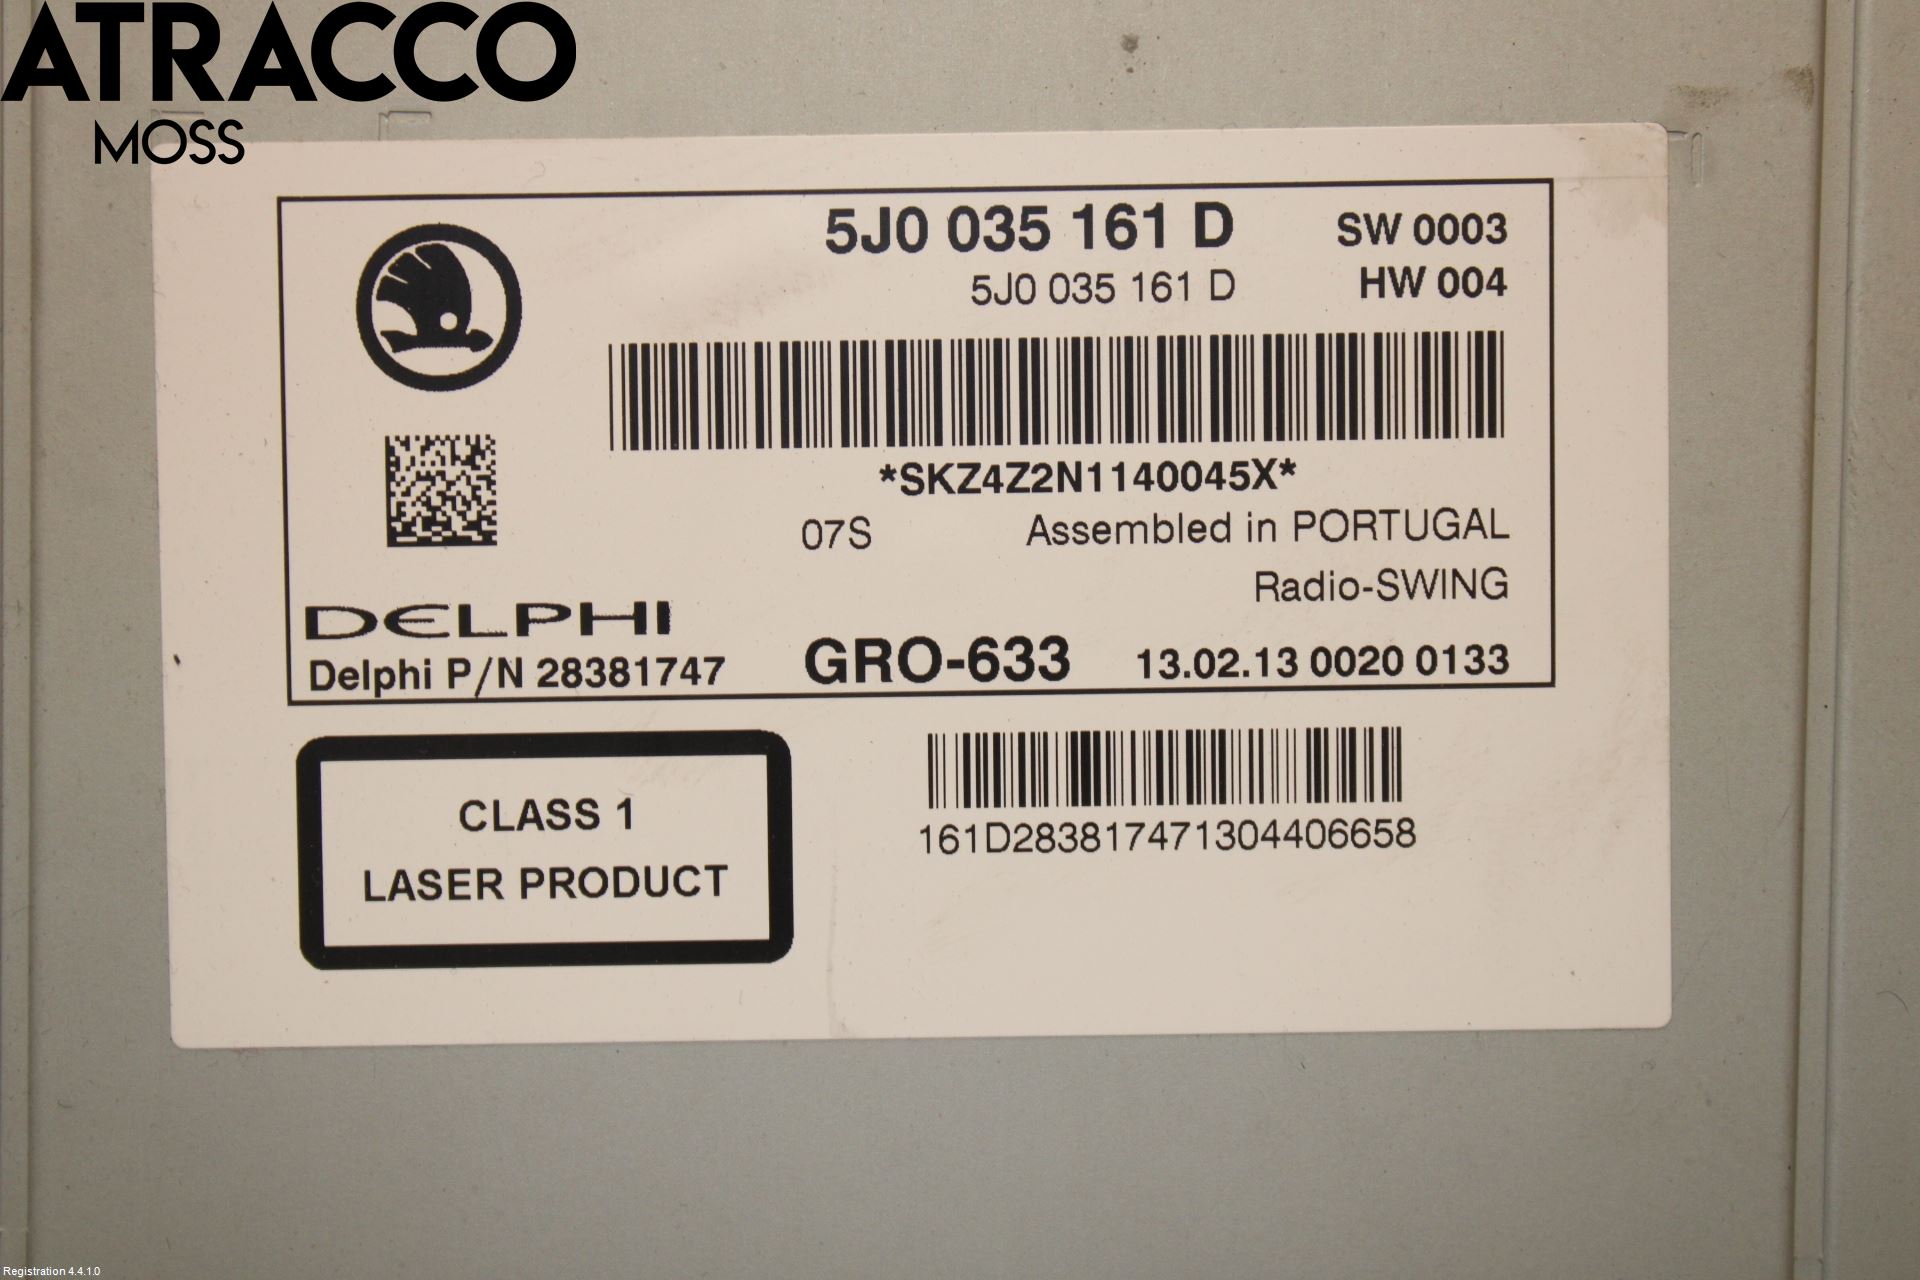 ATRACCO
MOSS
5J0 035 161 D
SW 0003
5J0 035 161 D
HW 004
*SKZ4Z2N1140045X*
07S
Assembled in PORTUGAL
Radio-SWING
DELPHI
Delphi P/N 28381747
GRO-633
13.02.13 0020 0133
CLASS 1
LASER PRODUCT
161D283817471304406658
Registration 4.4.1.0